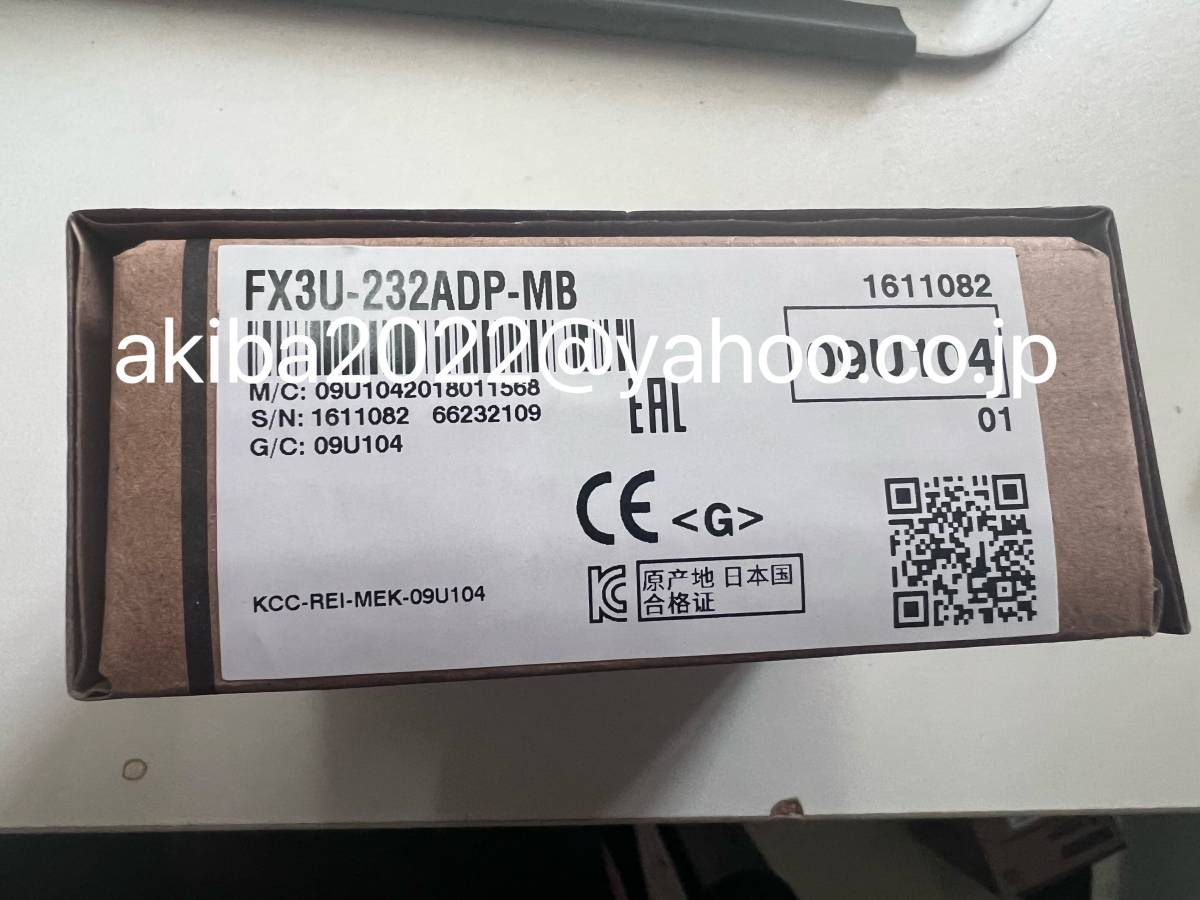 FX3U-232ADP-MB
1611082
akiba2022@yahoo.co.jp
09U104
M/C: 09U1042018011568
S/N: 1611082 66232109
G/C: 09U104
EAC
01
CE <G>
KC
原产地 日本国
合格证
KCC-REI-MEK-09U104